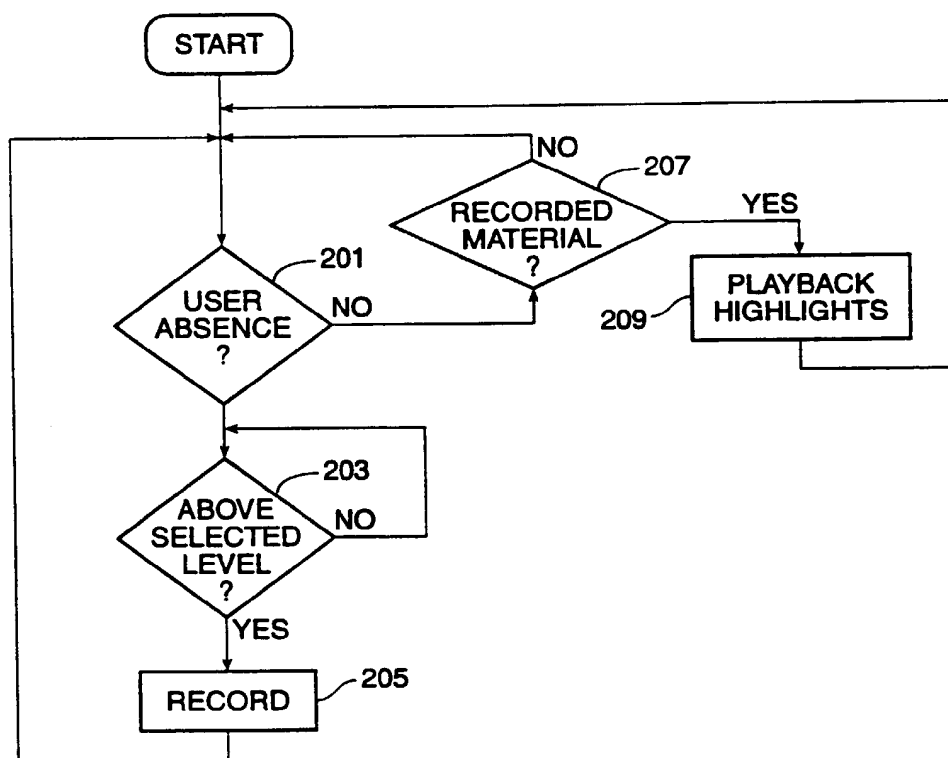 START
NO
207
RECORDED
MATERIAL
?
YES
201
USER
ABSENCE
?
NO
209
PLAYBACK
HIGHLIGHTS
203
ABOVE
SELECTED
LEVEL
?
NO
YES
RECORD
205